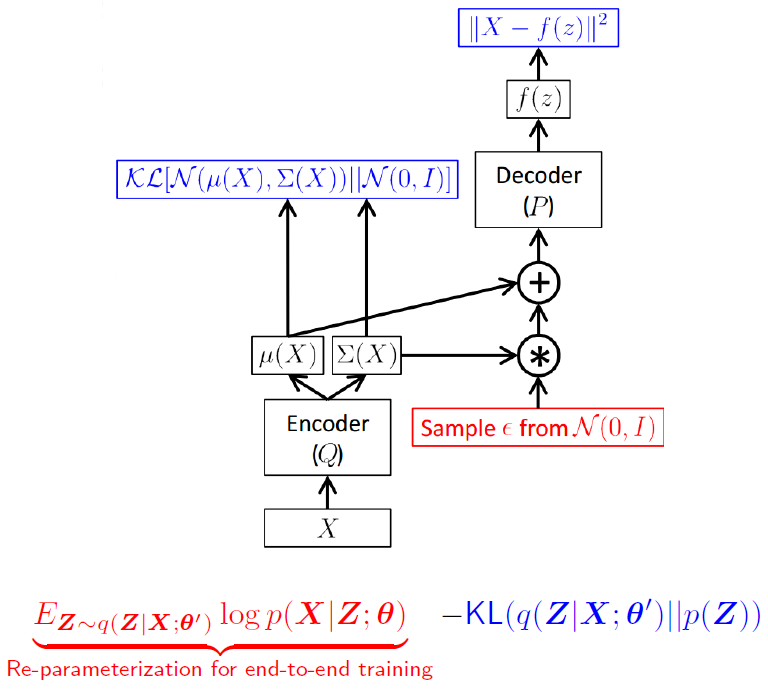 ‖X − f(z)‖²
f(z)
𝒦ℒ[𝒩(μ(X), Σ(X))||𝒩(0, I)]
Decoder
(P)
+
μ(X)
Σ(X)
*
Encoder
(Q)
Sample ϵ from 𝒩(0, I)
X
E_{Z∼q(Z|X;θ′)} log p(X|Z;θ) −KL(q(Z|X;θ′)||p(Z))
Re-parameterization for end-to-end training